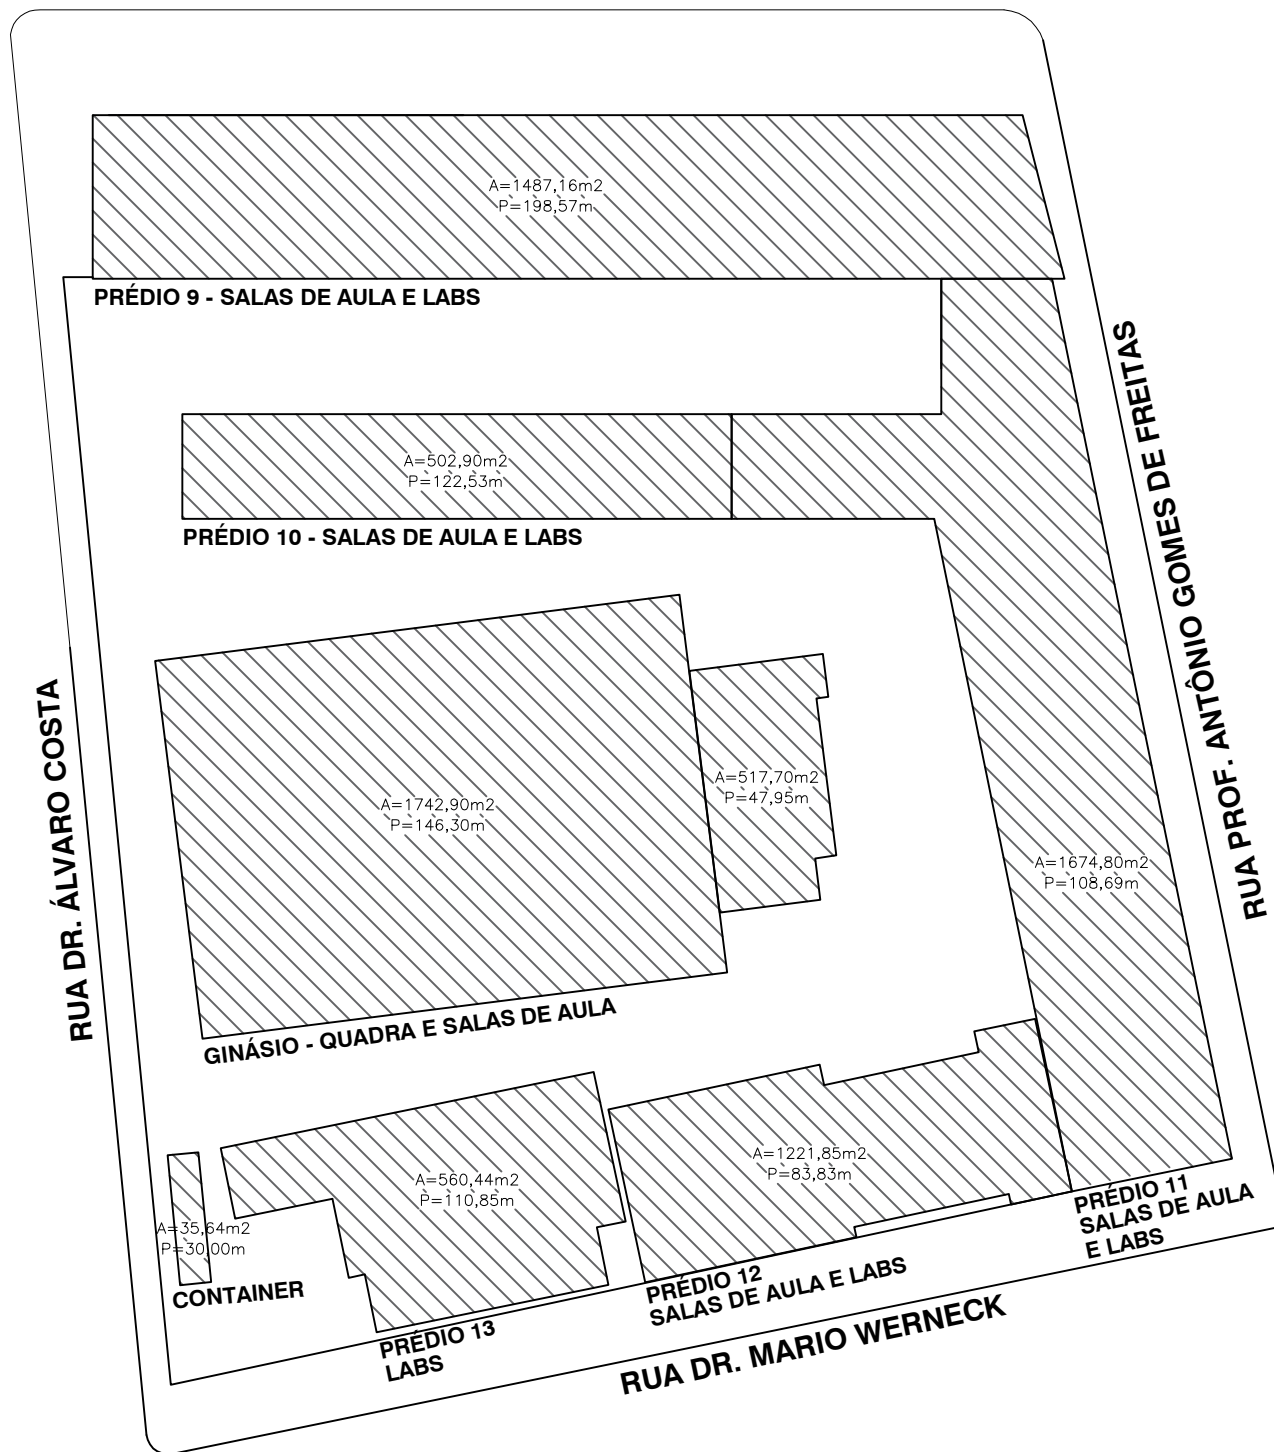 A=1487,16m2
P=198,57m
PRÉDIO 9 - SALAS DE AULA E LABS
A=502,90m2
P=122,53m
PRÉDIO 10 - SALAS DE AULA E LABS
RUA PROF. ANTÔNIO GOMES DE FREITAS
RUA DR. ÁLVARO COSTA
A=1742,90m2
P=146,30m
A=517,70m2
P=47,95m
A=1674,80m2
P=108,69m
GINÁSIO - QUADRA E SALAS DE AULA
A=35,64m2
P=30,00m
CONTAINER
A=560,44m2
P=110,85m
PRÉDIO 13
LABS
A=1221,85m2
P=83,83m
PRÉDIO 12
SALAS DE AULA E LABS
PRÉDIO 11
SALAS DE AULA
E LABS
RUA DR. MARIO WERNECK